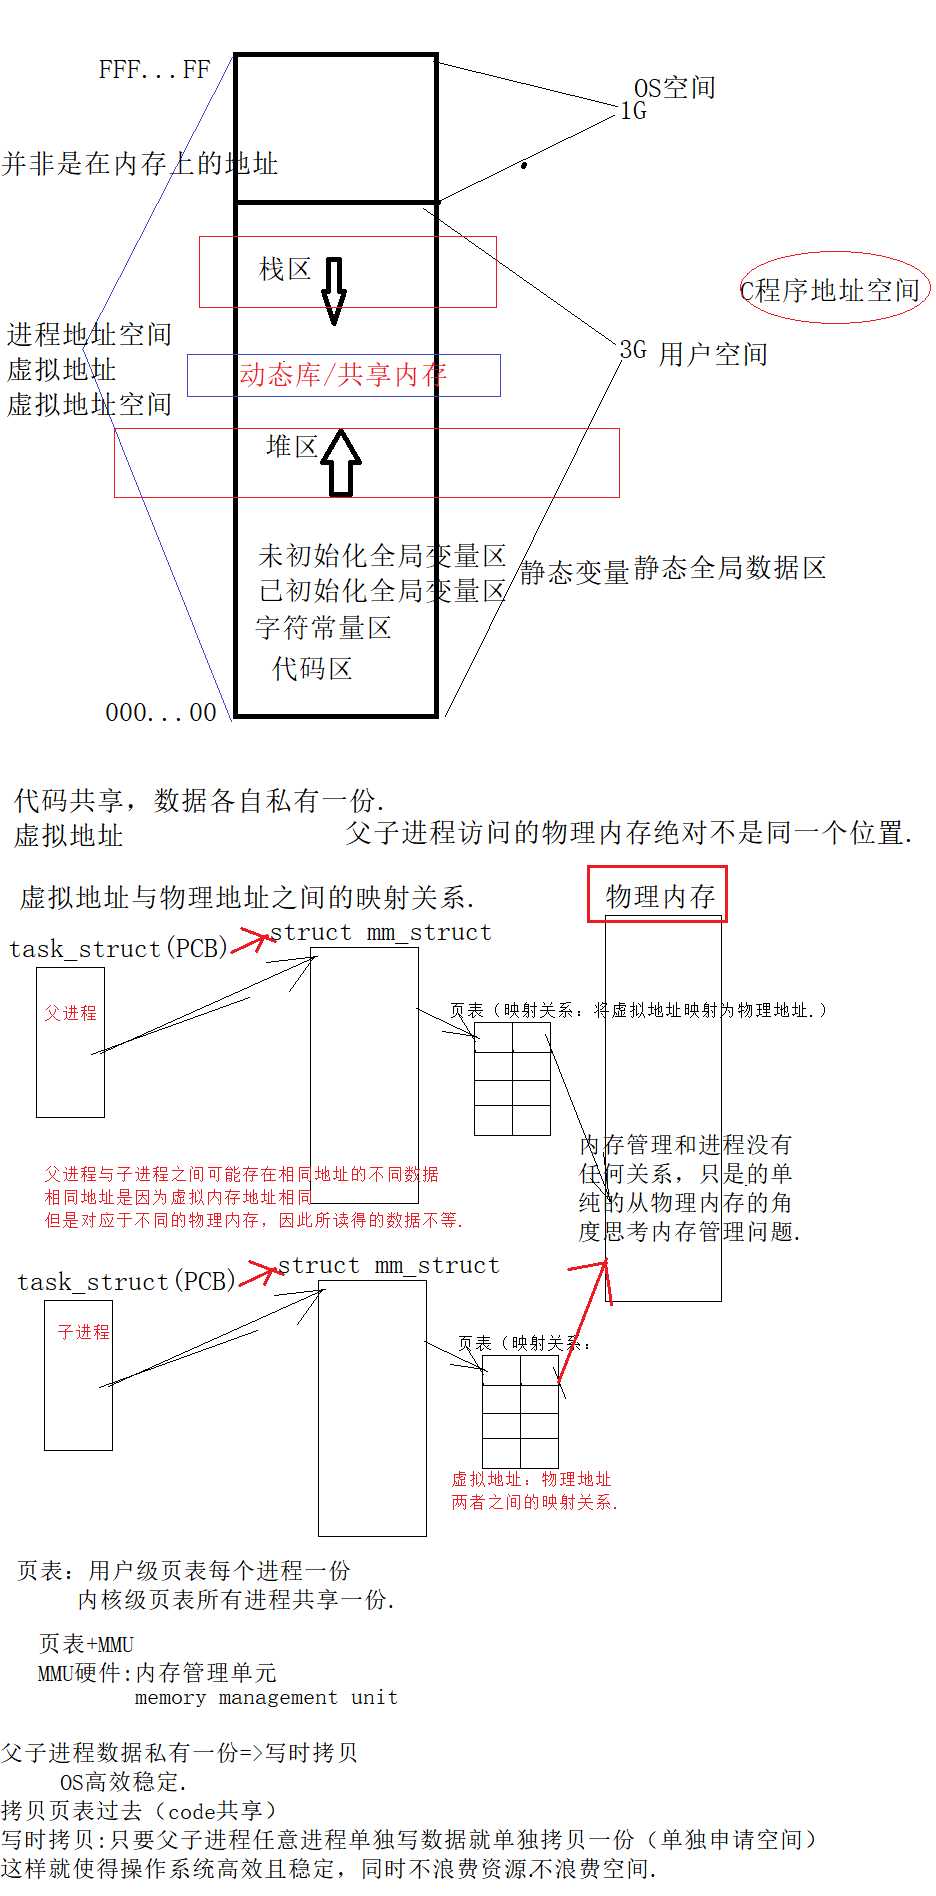 FFF...FF
OS空间
1G
并非是在内存上的地址
栈区
C程序地址空间
进程地址空间
虚拟地址
虚拟地址空间
3G 用户空间
动态库/共享内存
堆区
未初始化全局变量区
已初始化全局变量区
静态变量 静态全局数据区
字符常量区
代码区
000...00
代码共享，数据各自私有一份.
虚拟地址
父子进程访问的物理内存绝对不是同一个位置.
虚拟地址与物理地址之间的映射关系.
物理内存
task_struct(PCB)
struct mm_struct
父进程
页表（映射关系：将虚拟地址映射为物理地址.）
内存管理和进程没有
任何关系，只是的单
纯的从物理内存的角
度思考内存管理问题.
父进程与子进程之间可能存在相同地址的不同数据
相同地址是因为虚拟内存地址相同
但是对应于不同的物理内存，因此所读得的数据不等.
task_struct(PCB)
struct mm_struct
子进程
页表（映射关系：
虚拟地址：物理地址
两者之间的映射关系.
页表：用户级页表每个进程一份
内核级页表所有进程共享一份.
页表+MMU
MMU硬件:内存管理单元
memory management unit
父子进程数据私有一份=>写时拷贝
OS高效稳定.
拷贝页表过去（code共享）
写时拷贝:只要父子进程任意进程单独写数据就单独拷贝一份（单独申请空间）
这样就使得操作系统高效且稳定，同时不浪费资源.不浪费空间.